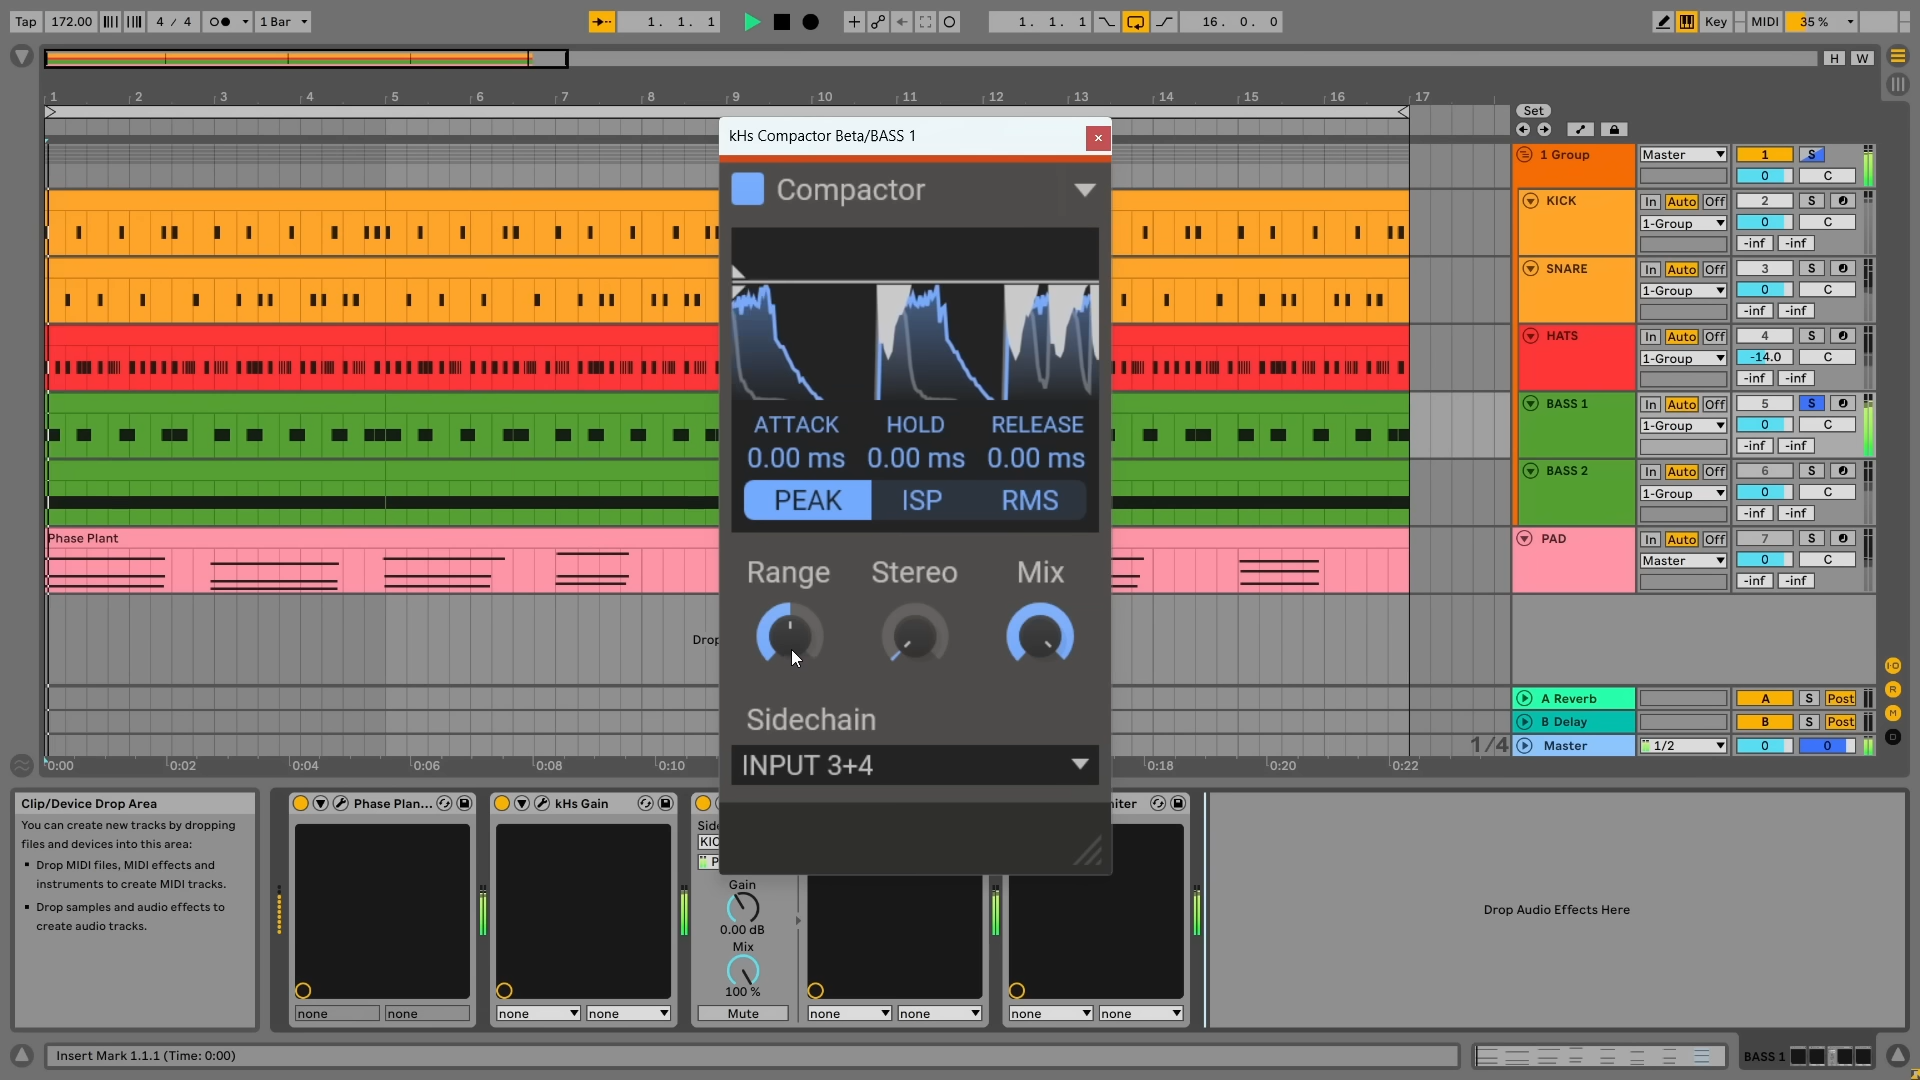 Tap 172.00 4 / 4 1 Bar 1. 1. 1 1. 1. 1 16. 0. 0 Key MIDI 35 %
H W
1 2 3 4 5 6 7 8 9 10 11 12 13 14 15 16 17
Set
kHs Compactor Beta/BASS 1
Compactor
ATTACK HOLD RELEASE
0.00 ms 0.00 ms 0.00 ms
PEAK ISP RMS
Range Stereo Mix
Sidechain
INPUT 3+4
1 Group Master 1 S
0 C
KICK In Auto Off 2 S
1-Group 0 C
-inf -inf
SNARE In Auto Off 3 S
1-Group 0 C
-inf -inf
HATS In Auto Off 4 S
1-Group -14.0 C
-inf -inf
BASS 1 In Auto Off 5 S
1-Group 0 C
-inf -inf
BASS 2 In Auto Off 6 S
1-Group 0 C
-inf -inf
Phase Plant
PAD In Auto Off 7 S
Master 0 C
-inf -inf
Drop
A Reverb A S Post
B Delay B S Post
1/4 Master 1/2 0 0
I·O
R
M
D
0:00 0:02 0:04 0:06 0:08 0:10 0:18 0:20 0:22
Clip/Device Drop Area
You can create new tracks by dropping
files and devices into this area:
▪ Drop MIDI files, MIDI effects and
instruments to create MIDI tracks.
▪ Drop samples and audio effects to
create audio tracks.
Phase Plan...
none none
kHs Gain
none none
Side
KIC
P
Gain
0.00 dB
Mix
100 %
Mute
none none
niter
none none
Drop Audio Effects Here
Insert Mark 1.1.1 (Time: 0:00)
BASS 1